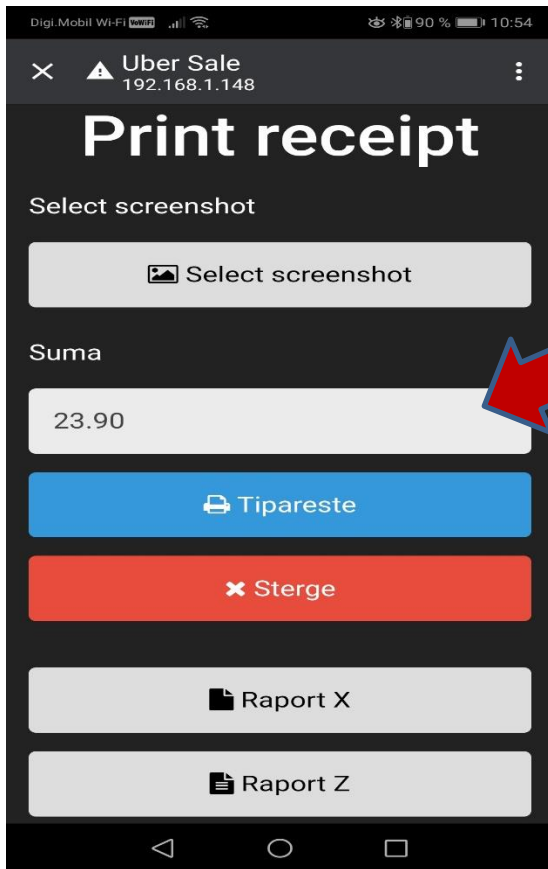 Digi.Mobil Wi-Fi VoWiFi 90 % 10:54
Uber Sale
192.168.1.148
Print receipt
Select screenshot
Select screenshot
Suma
23.90
Tipareste
Sterge
Raport X
Raport Z